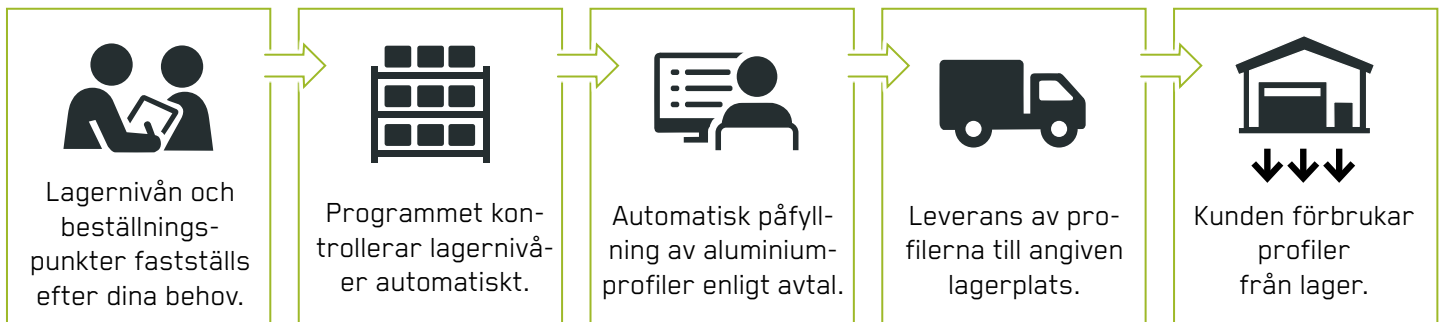 Lagernivån och
beställnings-
punkter fastställs
efter dina behov.
Programmet kon-
trollerar lagernivå-
er automatiskt.
Automatisk påfyll-
ning av aluminium-
profiler enligt avtal.
Leverans av pro-
filerna till angiven
lagerplats.
Kunden förbrukar
profiler
från lager.